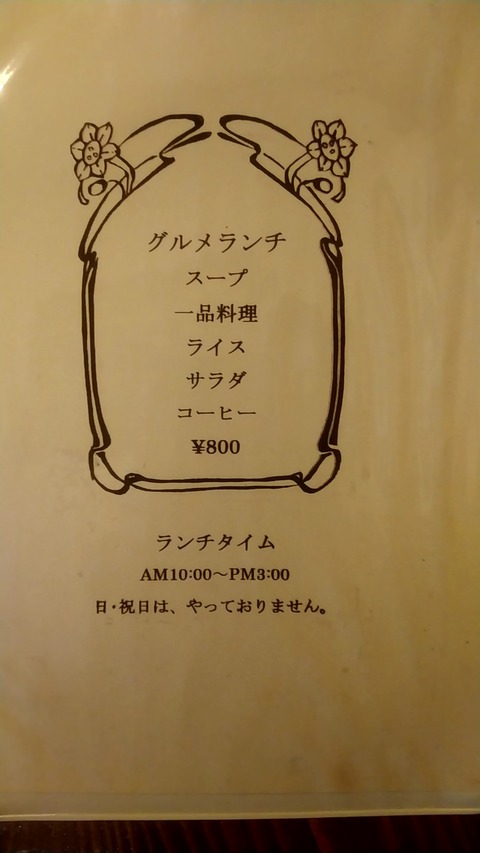 グルメランチ
スープ
一品料理
ライス
サラダ
コーヒー
¥800
ランチタイム
AM10:00～PM3:00
日・祝日は、やっておりません。